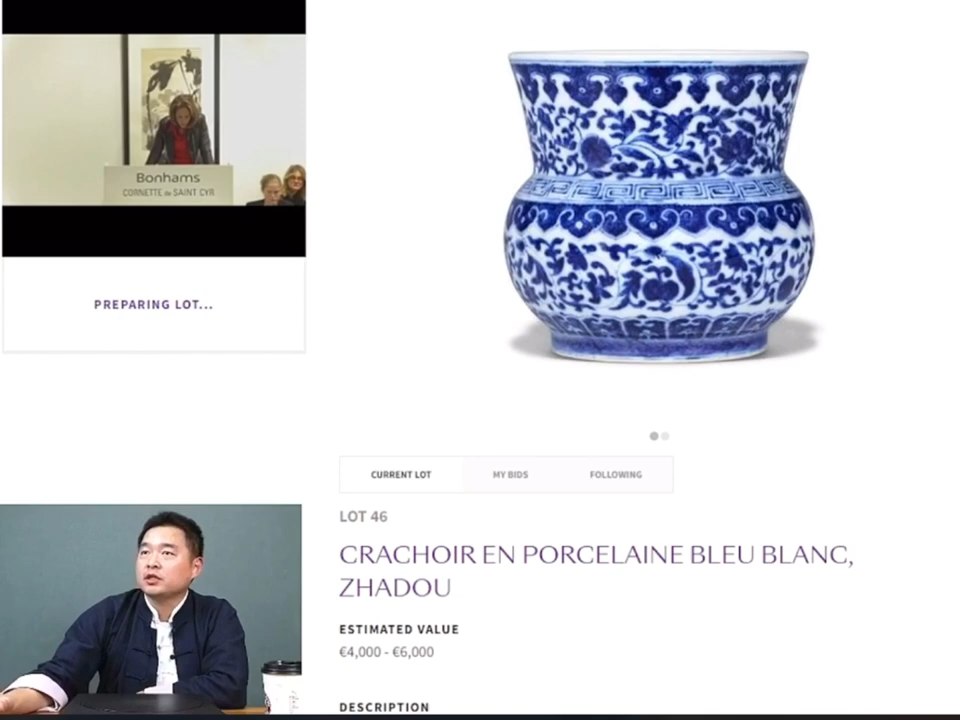 Bonhams
CORNETTE de SAINT CYR
PREPARING LOT...
CURRENT LOT
MY BIDS
FOLLOWING
LOT 46
CRACHOIR EN PORCELAINE BLEU BLANC,
ZHADOU
ESTIMATED VALUE
€4,000 - €6,000
DESCRIPTION